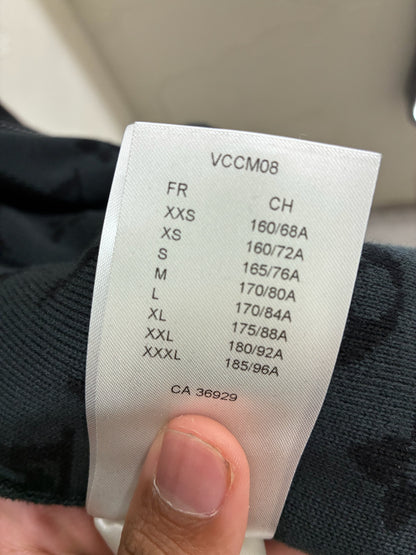 VCCM08
FR CH
XXS 160/68A
XS 160/72A
S 165/76A
M 170/80A
L 170/84A
XL 175/88A
XXL 180/92A
XXXL 185/96A
CA 36929